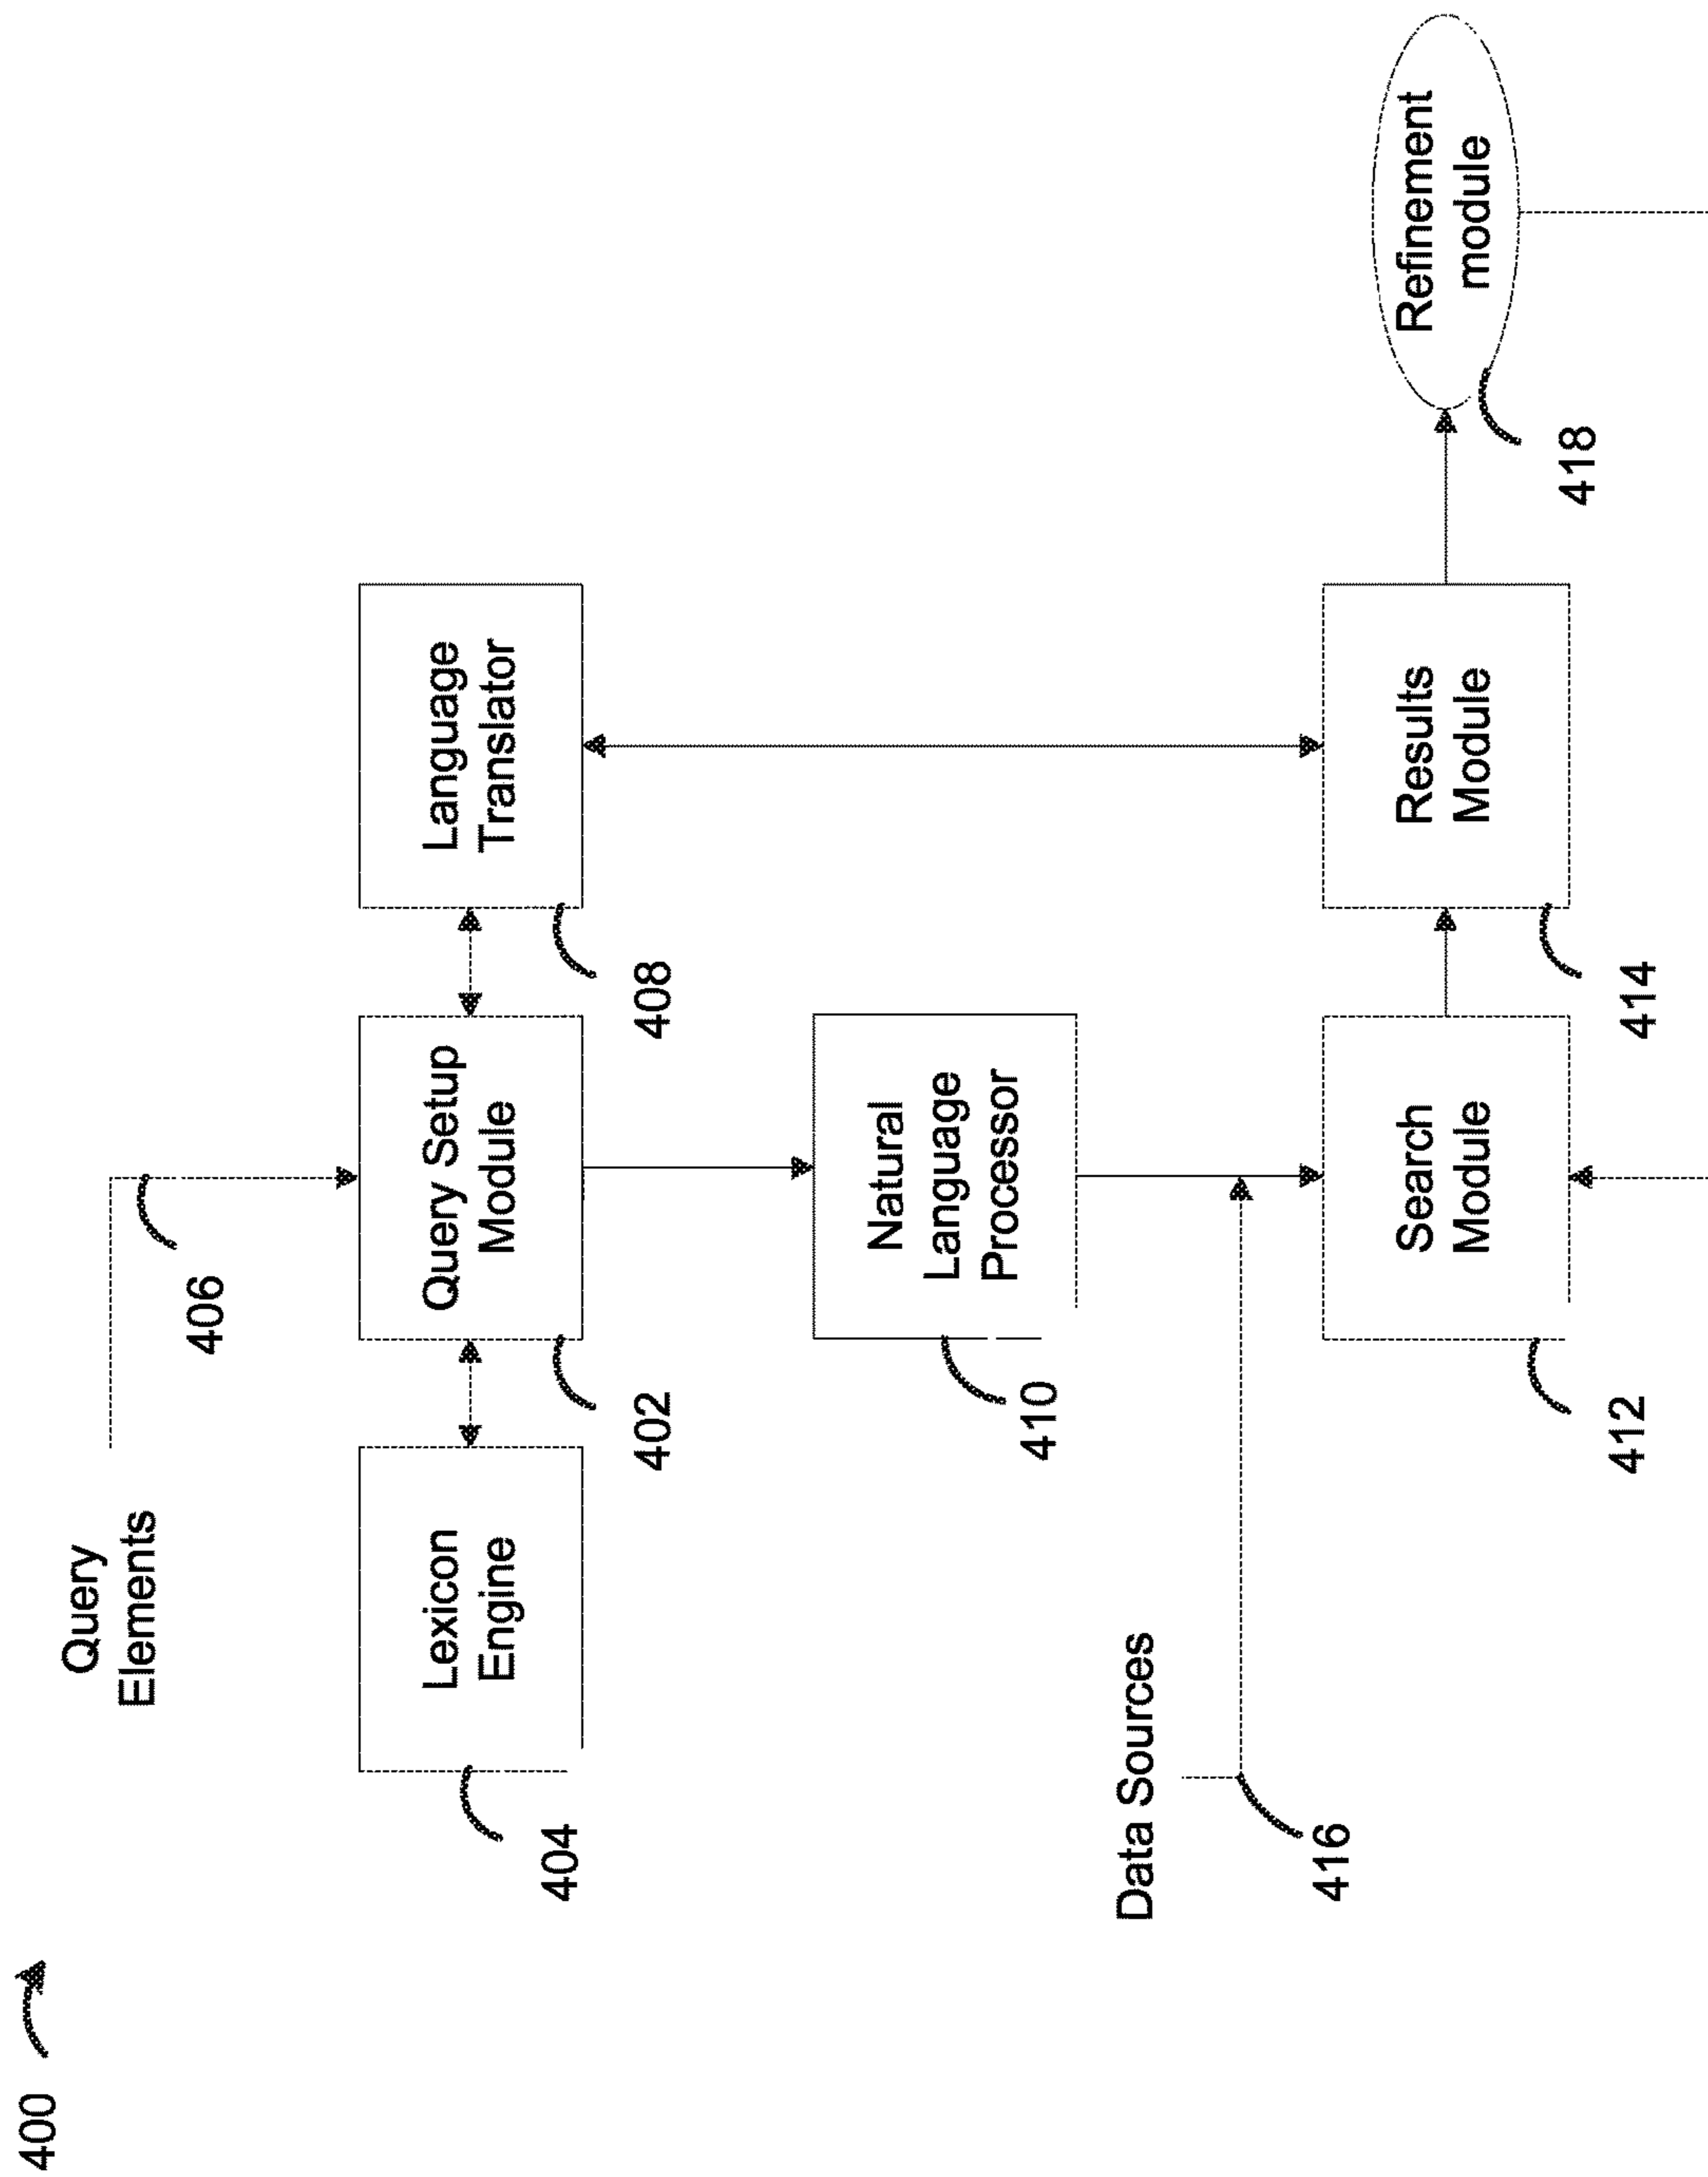 400
Query
Elements
406
Lexicon
Engine
404
Query Setup
Module
402
Language
Translator
408
Natural
Language
Processor
410
Data Sources
416
Search
Module
412
Results
Module
414
Refinement
module
418